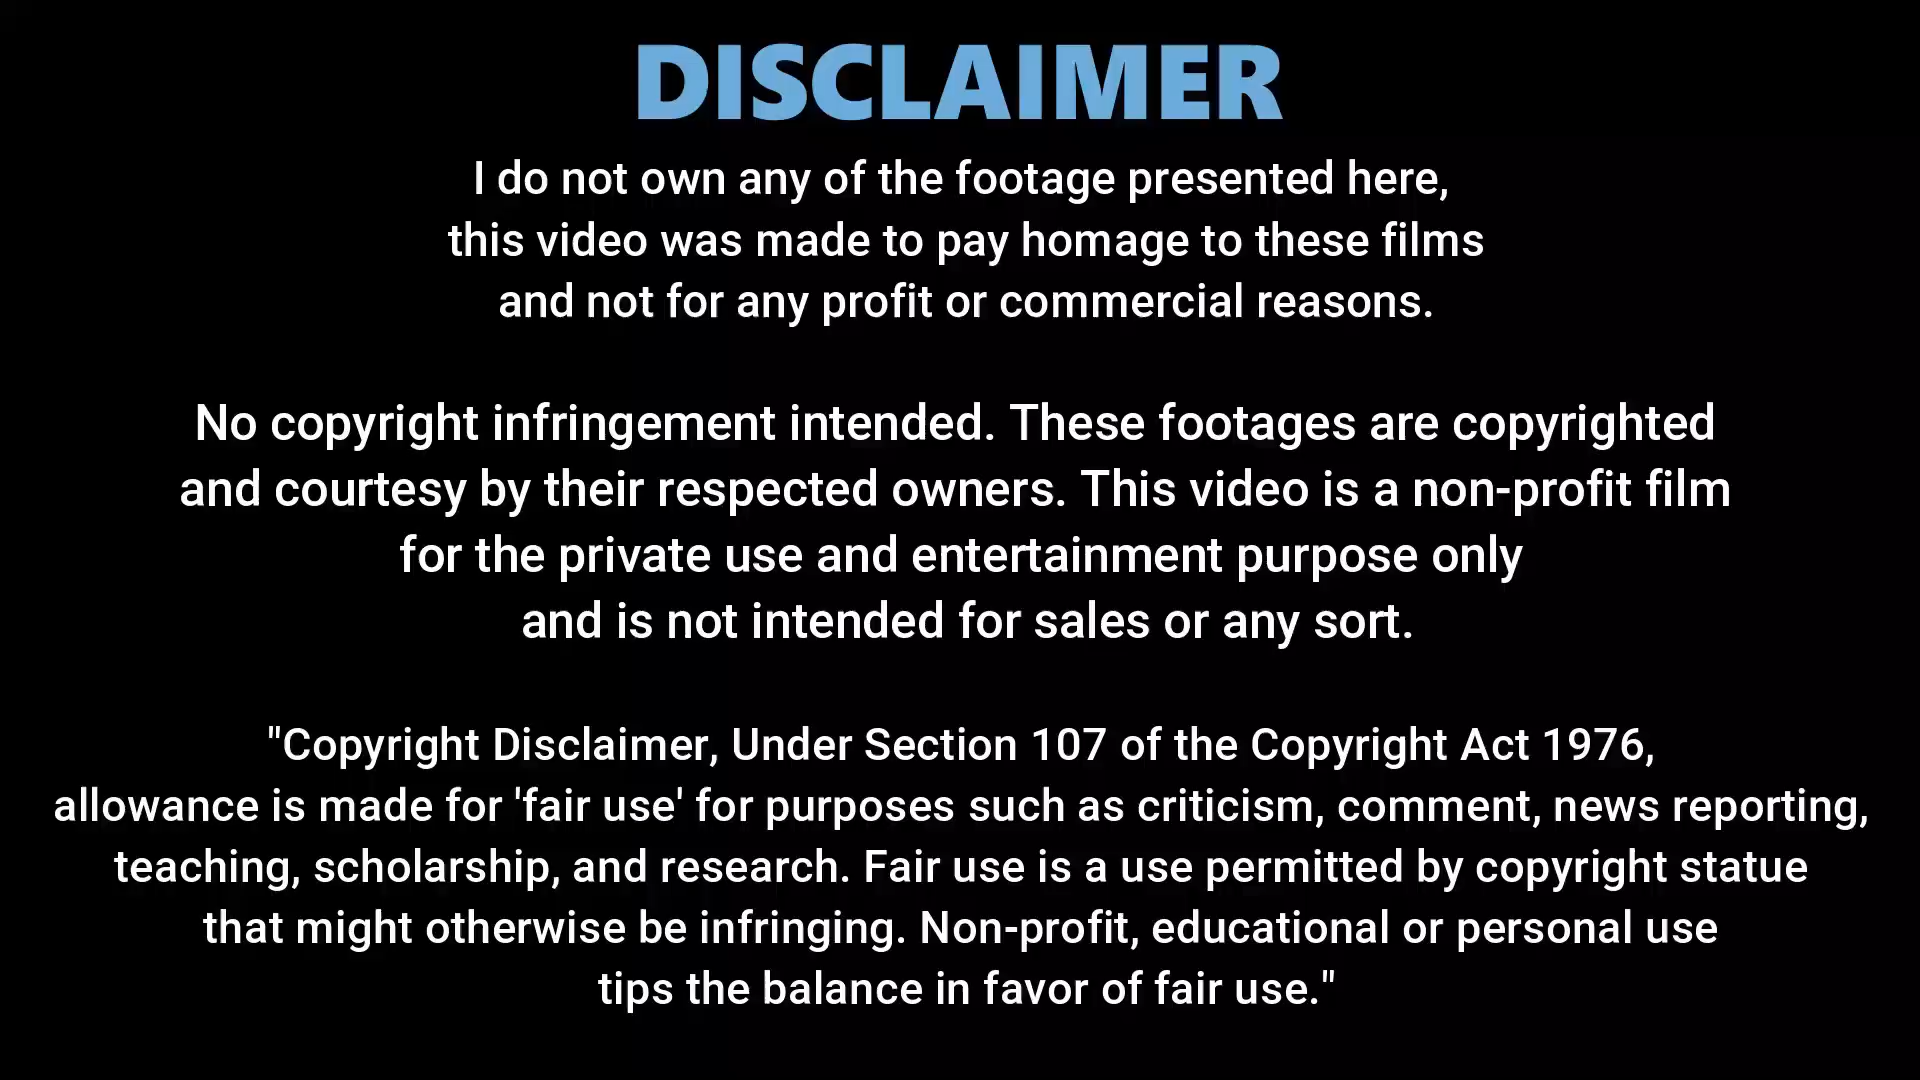 DISCLAIMER
I do not own any of the footage presented here,
this video was made to pay homage to these films
and not for any profit or commercial reasons.
No copyright infringement intended. These footages are copyrighted
and courtesy by their respected owners. This video is a non-profit film
for the private use and entertainment purpose only
and is not intended for sales or any sort.
"Copyright Disclaimer, Under Section 107 of the Copyright Act 1976,
allowance is made for 'fair use' for purposes such as criticism, comment, news reporting,
teaching, scholarship, and research. Fair use is a use permitted by copyright statue
that might otherwise be infringing. Non-profit, educational or personal use
tips the balance in favor of fair use."